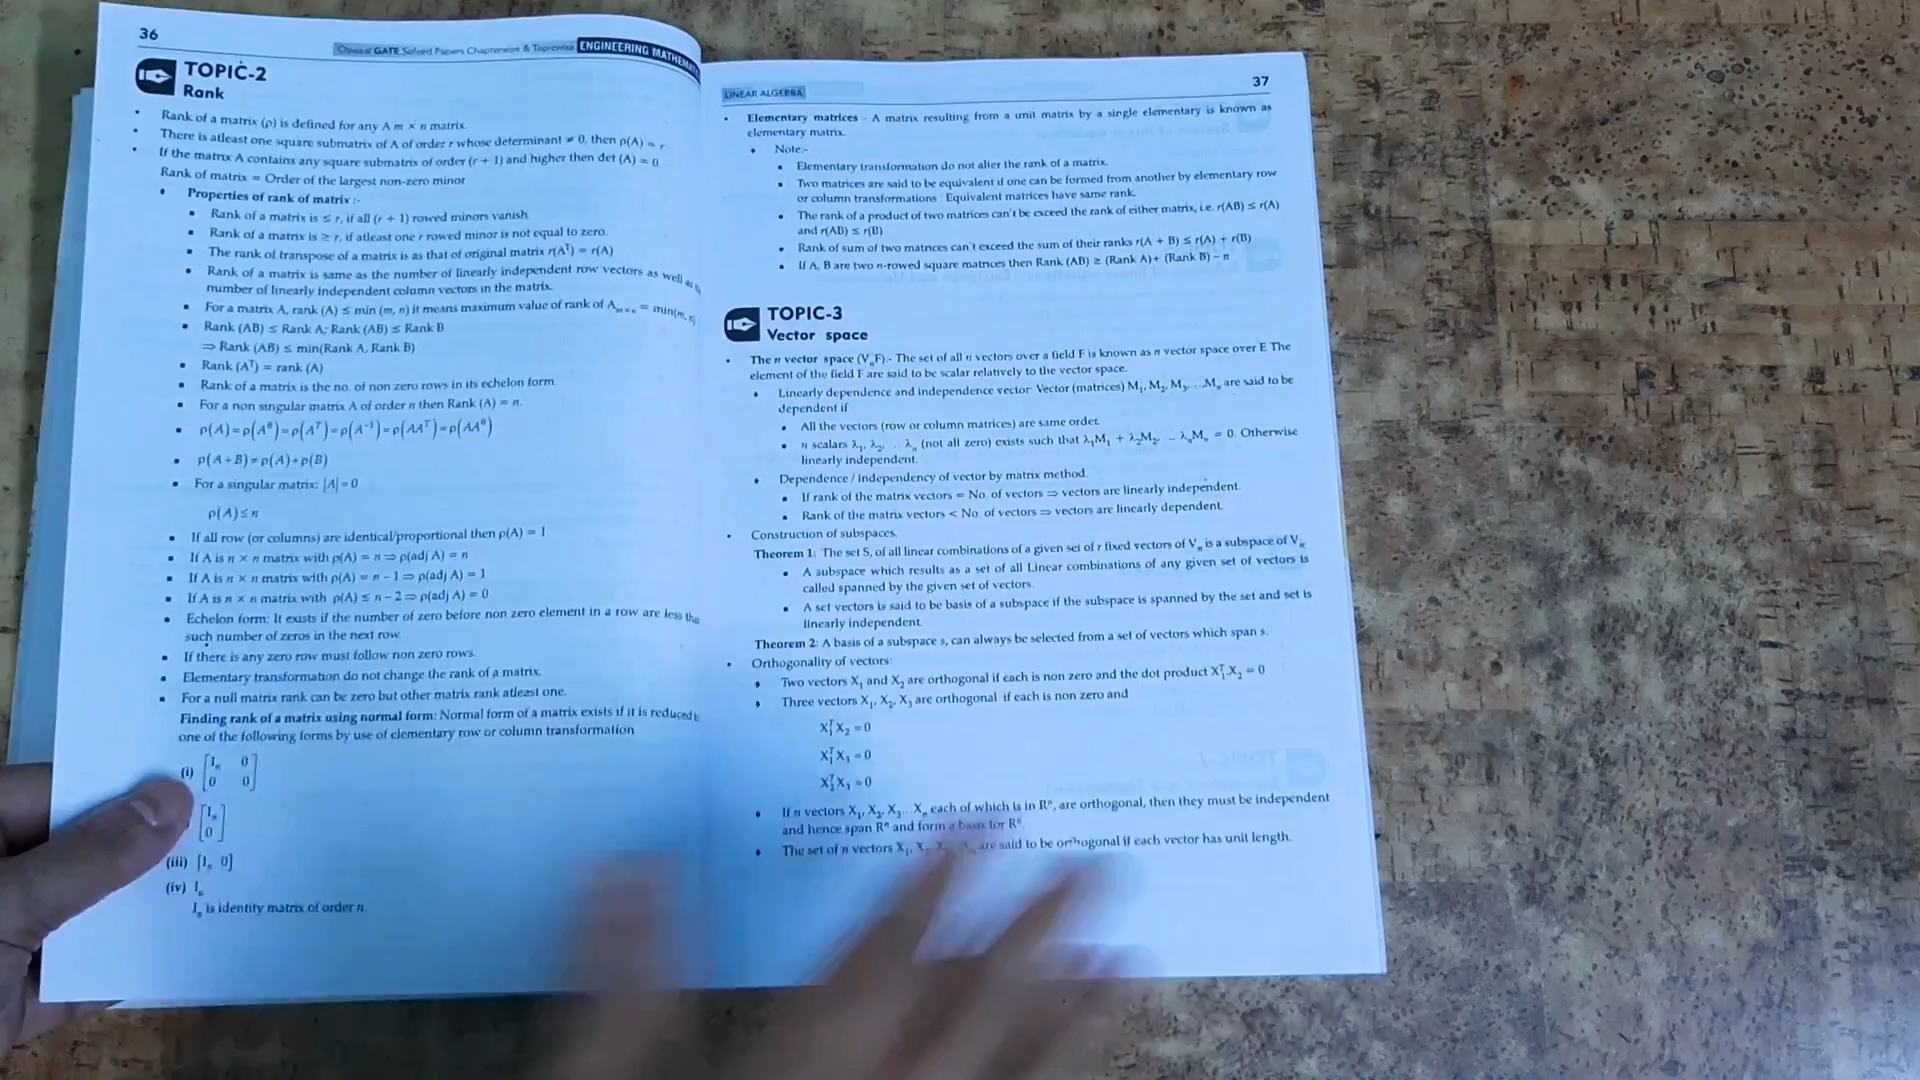 36
GATE Solved Papers Chapterwise & Topicwise ENGINEERING MATHEMAT
TOPIC-2
Rank
• Rank of a matrix (ρ) is defined for any A m × n matrix.
• There is atleast one square submatrix of A of order r whose determinant ≠ 0, then ρ(A) = r
• If the matrix A contains any square submatrix of order (r + 1) and higher then det (A) = 0
Rank of matrix = Order of the largest non-zero minor
• Properties of rank of matrix :-
• Rank of a matrix is ≤ r, if all (r + 1) rowed minors vanish.
• Rank of a matrix is ≥ r, if atleast one r rowed minor is not equal to zero.
• The rank of transpose of a matrix is as that of original matrix r(Aᵀ) = r(A)
• Rank of a matrix is same as the number of linearly independent row vectors as well as
number of linearly independent column vectors in the matrix.
• For a matrix A, rank (A) ≤ min (m, n) it means maximum value of rank of Aₘ×ₙ = min(m, n)
• Rank (AB) ≤ Rank A; Rank (AB) ≤ Rank B
⇒ Rank (AB) ≤ min(Rank A, Rank B)
• Rank (Aᵀ) = rank (A)
• Rank of a matrix is the no. of non zero rows in its echelon form.
• For a non singular matrix A of order n then Rank (A) = n.
• ρ(A) = ρ(A^θ) = ρ(Aᵀ) = ρ(A⁻¹) = ρ(AAᵀ) = ρ(AA^θ)
• ρ(A+B) = ρ(A)+ρ(B)
• For a singular matrix: |A| = 0
ρ(A) ≤ n
• If all row (or columns) are identical/proportional then ρ(A) = 1
• If A is n × n matrix with ρ(A) = n ⇒ ρ(adj A) = n
• If A is n × n matrix with ρ(A) = n – 1 ⇒ ρ(adj A) = 1
• If A is n × n matrix with ρ(A) ≤ n – 2 ⇒ ρ(adj A) = 0
• Echelon form: It exists if the number of zero before non zero element in a row are less tha
such number of zeros in the next row.
• If there is any zero row must follow non zero rows.
• Elementary transformation do not change the rank of a matrix.
• For a null matrix rank can be zero but other matrix rank atleast one.
Finding rank of a matrix using normal form: Normal form of a matrix exists if it is reduced
one of the following forms by use of elementary row or column transformation
(i) [Iₙ 0
0 0]
[Iₙ
0]
(iii) [Iₙ 0]
(iv) Iₙ
Iₙ is identity matrix of order n.
LINEAR ALGEBRA
37
• Elementary matrices - A matrix resulting from a unit matrix by a single elementary is known as
elementary matrix.
• Note:-
• Elementary transformation do not alter the rank of a matrix.
• Two matrices are said to be equivalent if one can be formed from another by elementary row
or column transformations. Equivalent matrices have same rank.
• The rank of a product of two matrices can't be exceed the rank of either matrix, i.e. r(AB) ≤ r(A)
and r(AB) ≤ r(B)
• Rank of sum of two matrices can't exceed the sum of their ranks r(A + B) ≤ r(A) + r(B)
• If A, B are two n-rowed square matrices then Rank (AB) ≥ (Rank A)+ (Rank B) – n
TOPIC-3
Vector space
• The n vector space (VₙF):- The set of all n vectors over a field F is known as n vector space over F. The
element of the field F are said to be scalar relatively to the vector space.
• Linearly dependence and independence vector: Vector (matrices) M₁, M₂, M₃....Mₙ are said to be
dependent if
• All the vectors (row or column matrices) are same order.
• n scalars λ₁, λ₂, ... λₙ (not all zero) exists such that λ₁M₁ + λ₂M₂, ... λₙMₙ = 0. Otherwise
linearly independent.
• Dependence / Independency of vector by matrix method.
• If rank of the matrix vectors = No. of vectors ⇒ vectors are linearly independent.
• Rank of the matrix vectors < No. of vectors ⇒ vectors are linearly dependent.
• Construction of subspaces.
Theorem 1: The set S, of all linear combinations of a given set of r fixed vectors of Vₙ is a subspace of Vₙ.
• A subspace which results as a set of all Linear combinations of any given set of vectors is
called spanned by the given set of vectors.
• A set vectors is said to be basis of a subspace if the subspace is spanned by the set and set is
linearly independent.
Theorem 2: A basis of a subspace s, can always be selected from a set of vectors which span s.
• Orthogonality of vectors:
• Two vectors X₁ and X₂ are orthogonal if each is non zero and the dot product X₁ᵀX₂ = 0
• Three vectors X₁, X₂, X₃ are orthogonal if each is non zero and
X₁ᵀX₂ = 0
X₁ᵀX₃ = 0
X₂ᵀX₃ = 0
• If n vectors X₁, X₂, X₃... Xₙ each of which is in Rⁿ, are orthogonal, then they must be independent
and hence span Rⁿ and form a basis for Rⁿ.
• The set of n vectors X₁, are said to be orthogonal if each vector has unit length.